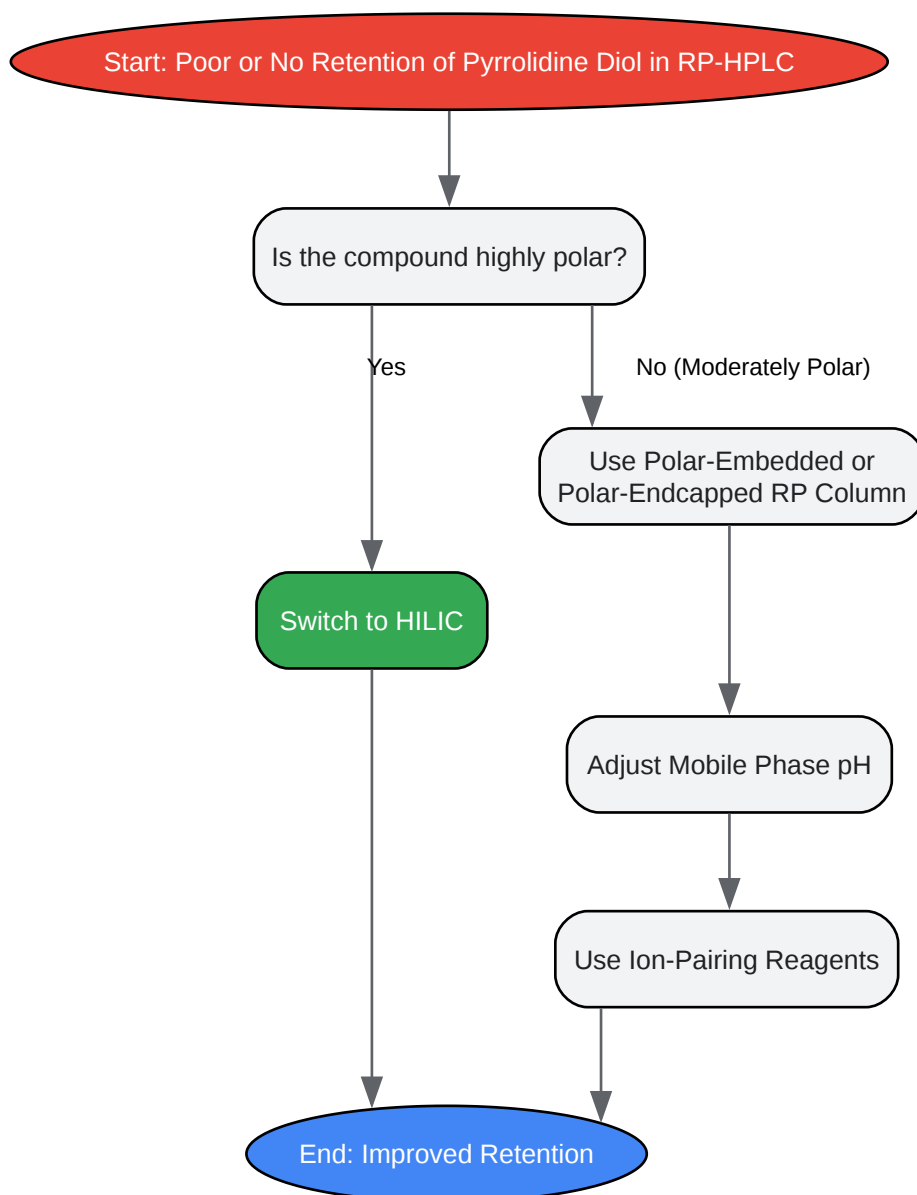 Start: Poor or No Retention of Pyrrolidine Diol in RP-HPLC
Is the compound highly polar?
Yes
No (Moderately Polar)
Use Polar-Embedded or
Polar-Endcapped RP Column
Switch to HILIC
Adjust Mobile Phase pH
Use Ion-Pairing Reagents
End: Improved Retention